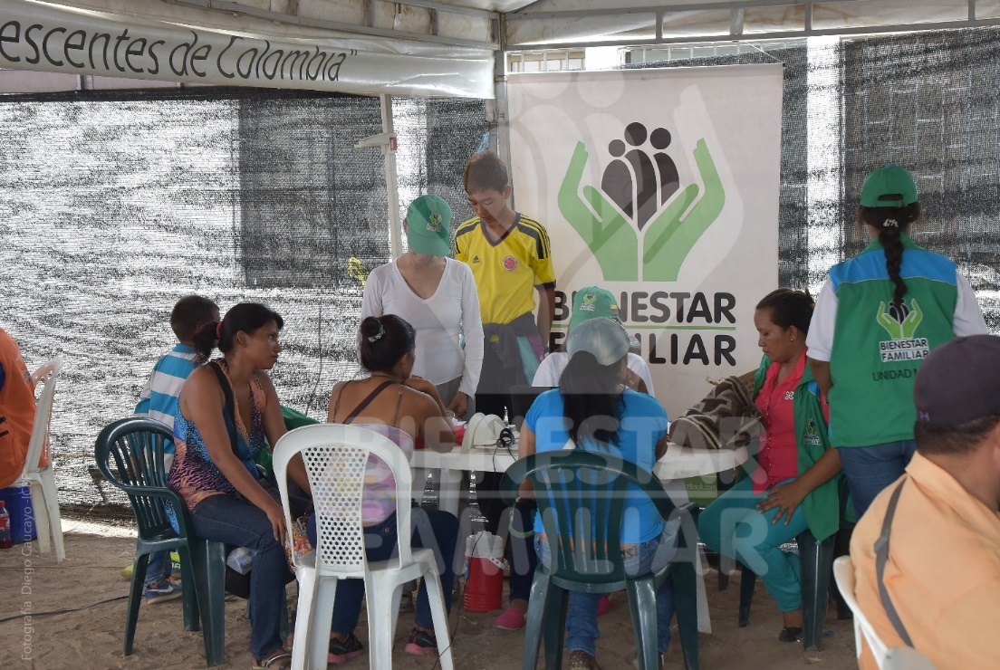 escentes de Colombia"
BIENESTAR
FAMILIAR
BIENESTAR
FAMILIAR
UNIDAD
BIENESTAR
FAMILIAR
Fotografía Diego Caucayo